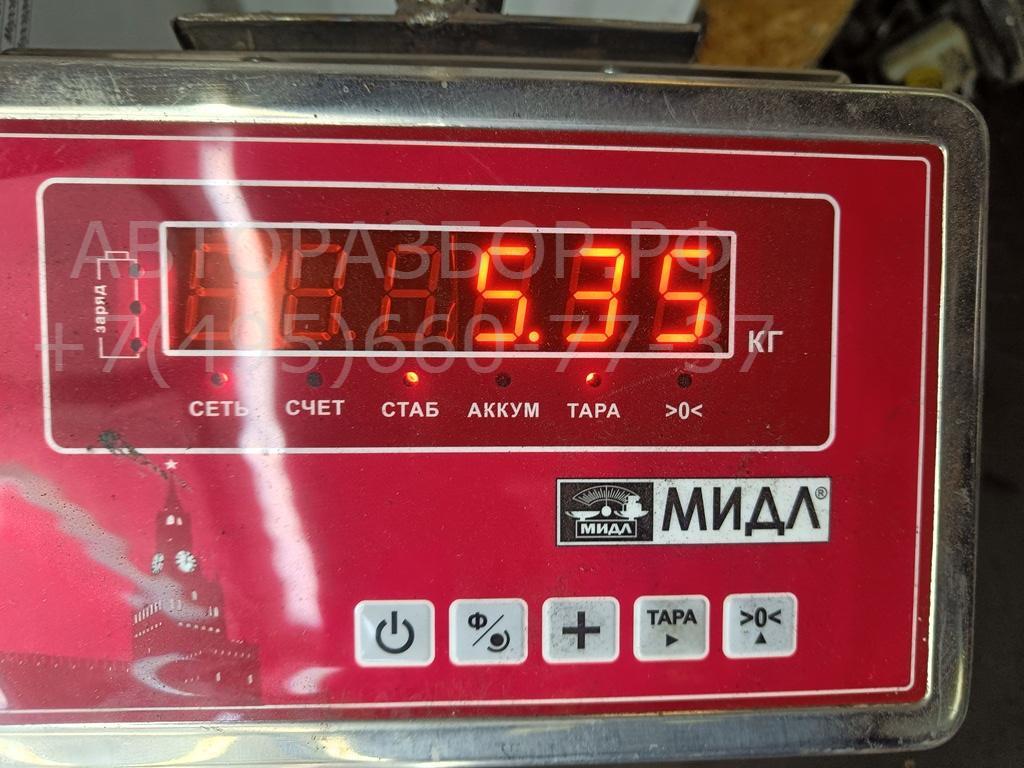 АВТОРАЗБОР.РФ
+7(495)660-77-37
заряд
5.35
КГ
СЕТЬ СЧЕТ СТАБ АККУМ ТАРА >0<
МИДЛ МИДЛ®
Ф + ТАРА >0<